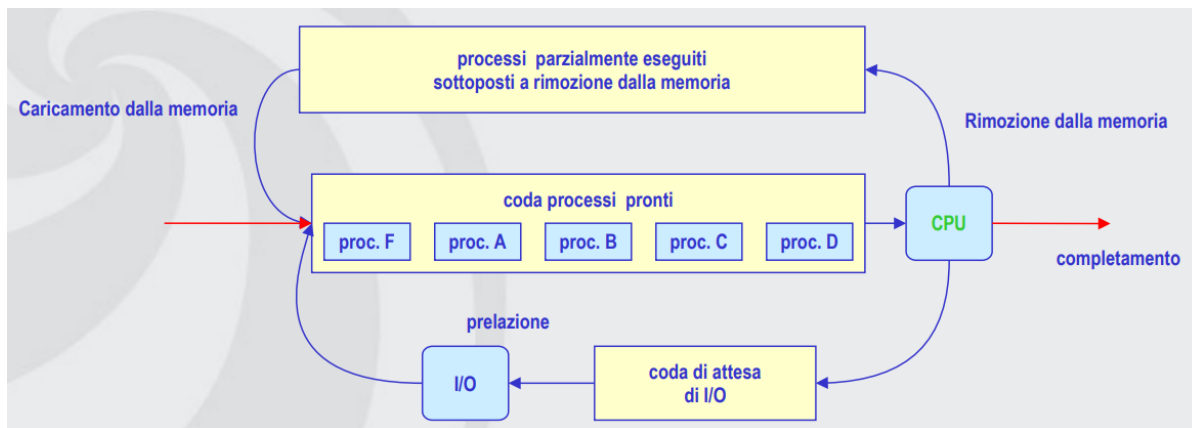 processi parzialmente eseguiti
sottoposti a rimozione dalla memoria
Caricamento dalla memoria
Rimozione dalla memoria
coda processi pronti
proc. F
proc. A
proc. B
proc. C
proc. D
CPU
completamento
prelazione
I/O
coda di attesa
di I/O